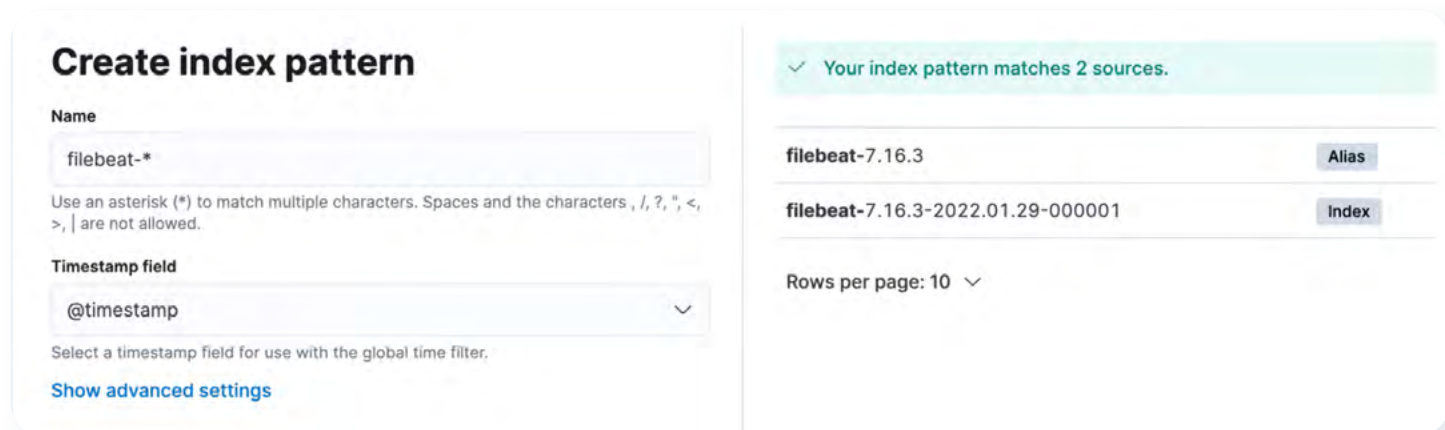 Create index pattern
Name
filebeat-*
Use an asterisk (*) to match multiple characters. Spaces and the characters , /, ?, ", <,
>, | are not allowed.
Timestamp field
@timestamp
Select a timestamp field for use with the global time filter.
Show advanced settings
Your index pattern matches 2 sources.
filebeat-7.16.3 Alias
filebeat-7.16.3-2022.01.29-000001 Index
Rows per page: 10